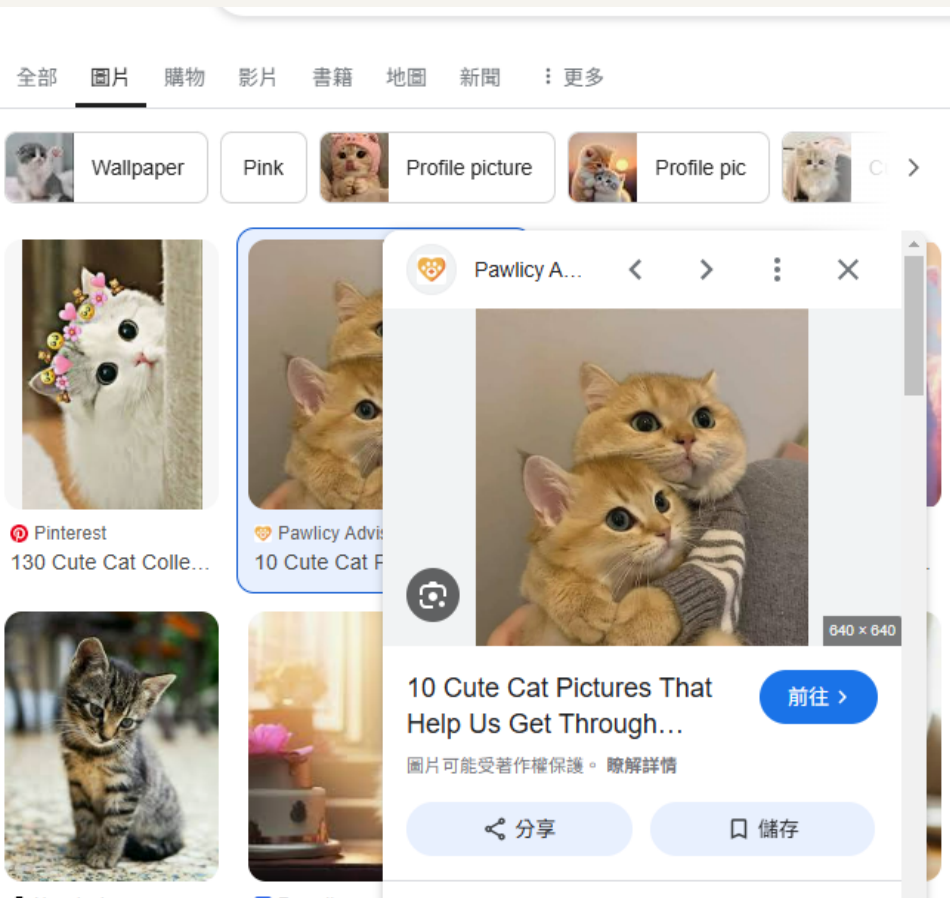 全部 圖片 購物 影片 書籍 地圖 新聞 更多
Wallpaper Pink Profile picture Profile pic
Pawlicy A...
Pinterest
130 Cute Cat Colle...
Pawlicy Advis
10 Cute Cat
640 × 640
10 Cute Cat Pictures That
Help Us Get Through...
前往
圖片可能受著作權保護。 瞭解詳情
分享 儲存